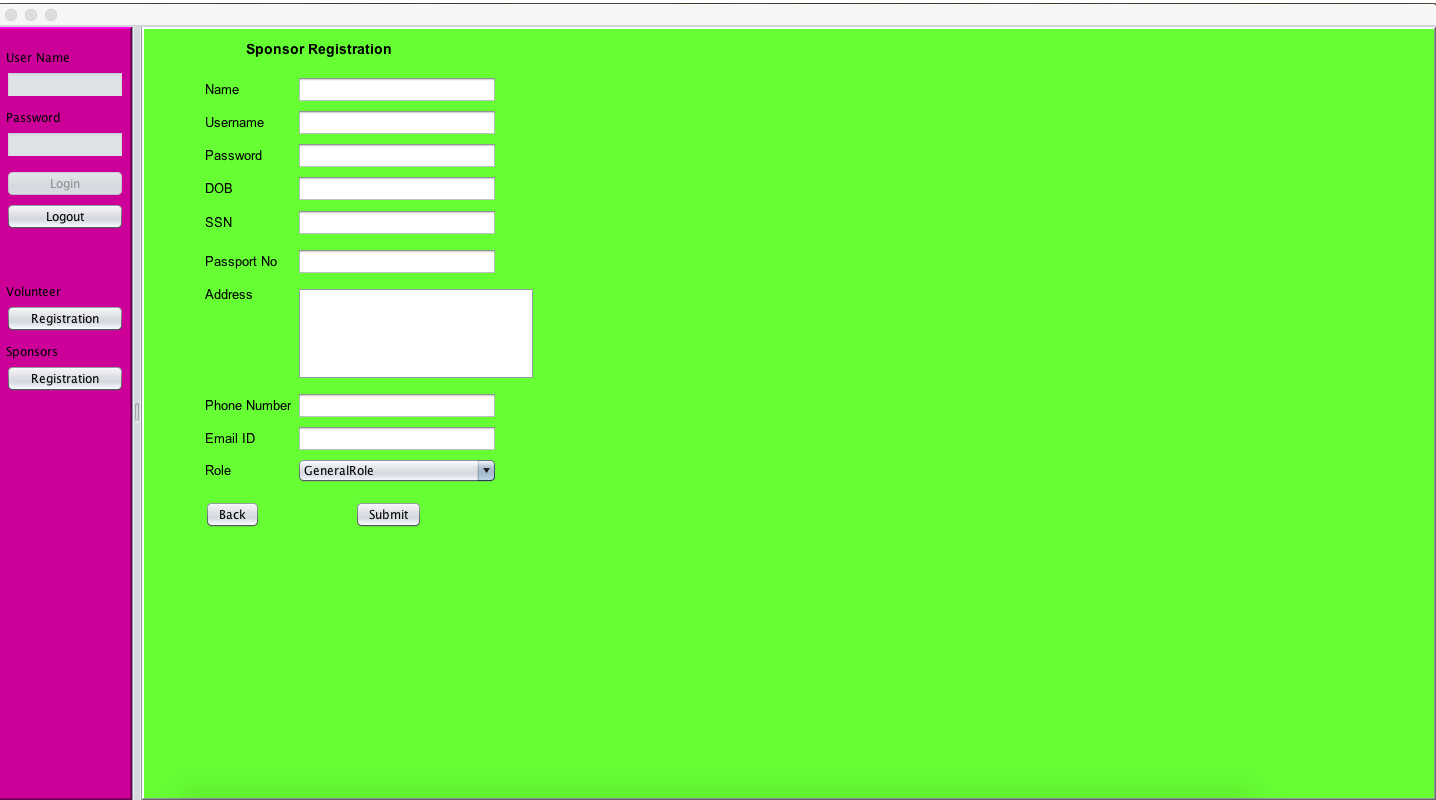 User Name
Password
Login
Logout
Volunteer
Registration
Sponsors
Registration
Sponsor Registration
Name
Username
Password
DOB
SSN
Passport No
Address
Phone Number
Email ID
Role GeneralRole
Back Submit